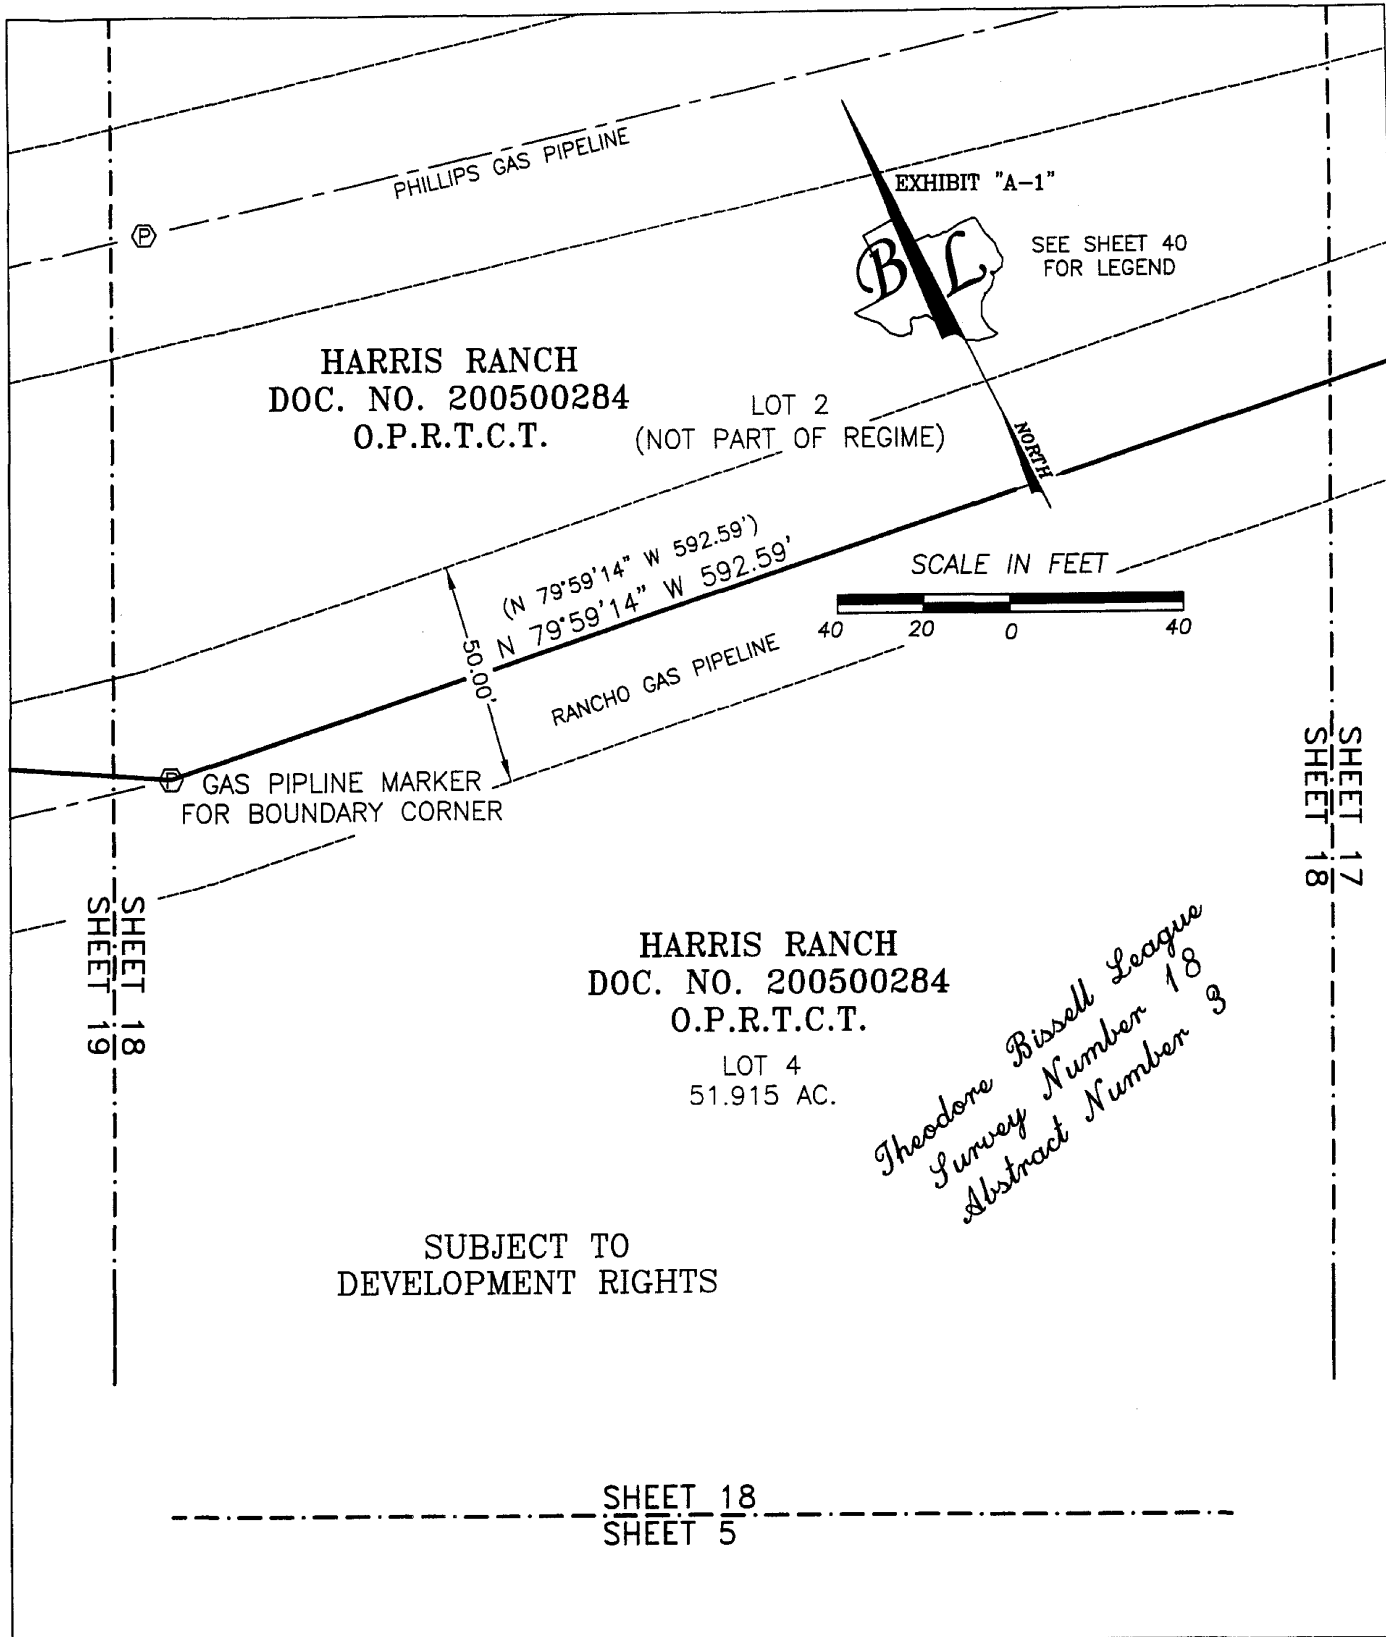 PHILLIPS GAS PIPELINE
P
EXHIBIT "A-1"
B L
SEE SHEET 40
FOR LEGEND
HARRIS RANCH
DOC. NO. 200500284
O.P.R.T.C.T.
LOT 2
(NOT PART OF REGIME)
NORTH
(N 79°59'14" W 592.59')
N 79°59'14" W 592.59'
50.00'
SCALE IN FEET
40 20 0 40
RANCHO GAS PIPELINE
P
GAS PIPLINE MARKER
FOR BOUNDARY CORNER
SHEET 17
SHEET 18
SHEET 18
SHEET 19
HARRIS RANCH
DOC. NO. 200500284
O.P.R.T.C.T.
LOT 4
51.915 AC.
Theodore Bissell League
Survey Number 18
Abstract Number 3
SUBJECT TO
DEVELOPMENT RIGHTS
SHEET 18
SHEET 5